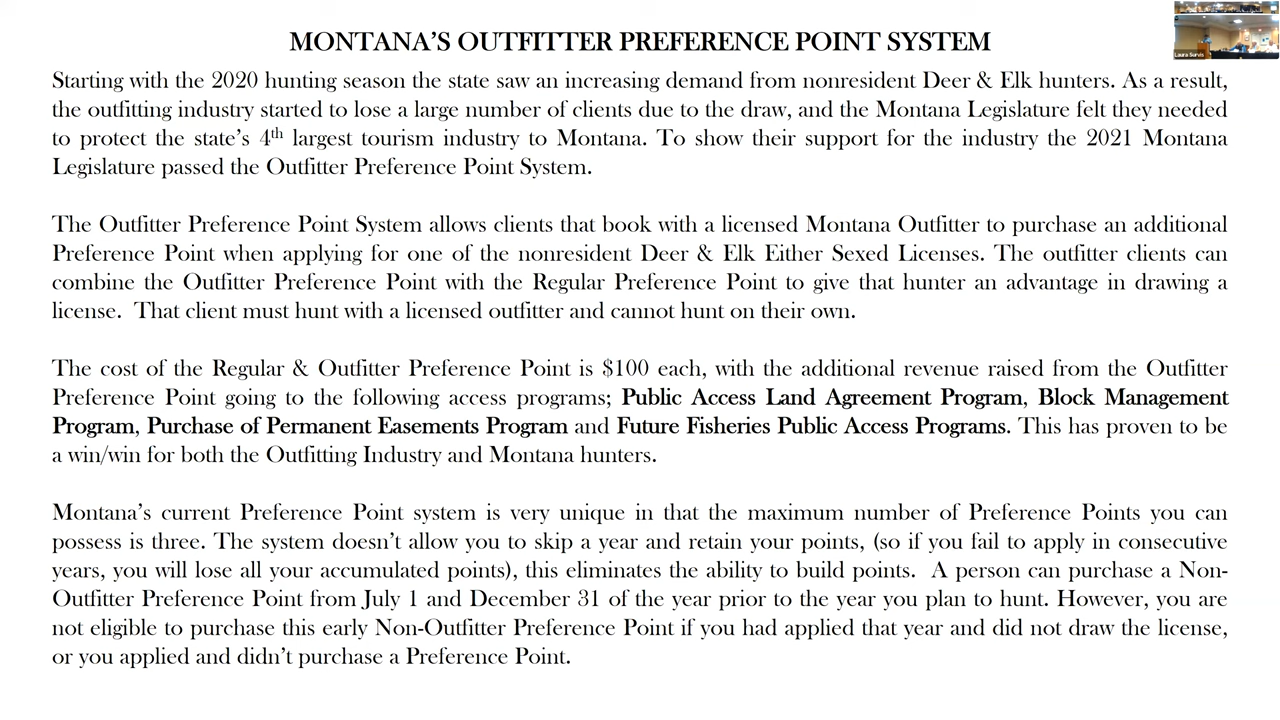 MONTANA'S OUTFITTER PREFERENCE POINT SYSTEM
Starting with the 2020 hunting season the state saw an increasing demand from nonresident Deer & Elk hunters. As a result,
the outfitting industry started to lose a large number of clients due to the draw, and the Montana Legislature felt they needed
to protect the state's 4th largest tourism industry to Montana. To show their support for the industry the 2021 Montana
Legislature passed the Outfitter Preference Point System.
The Outfitter Preference Point System allows clients that book with a licensed Montana Outfitter to purchase an additional
Preference Point when applying for one of the nonresident Deer & Elk Either Sexed Licenses. The outfitter clients can
combine the Outfitter Preference Point with the Regular Preference Point to give that hunter an advantage in drawing a
license. That client must hunt with a licensed outfitter and cannot hunt on their own.
The cost of the Regular & Outfitter Preference Point is $100 each, with the additional revenue raised from the Outfitter
Preference Point going to the following access programs; Public Access Land Agreement Program, Block Management
Program, Purchase of Permanent Easements Program and Future Fisheries Public Access Programs. This has proven to be
a win/win for both the Outfitting Industry and Montana hunters.
Montana's current Preference Point system is very unique in that the maximum number of Preference Points you can
possess is three. The system doesn't allow you to skip a year and retain your points, (so if you fail to apply in consecutive
years, you will lose all your accumulated points), this eliminates the ability to build points. A person can purchase a Non-
Outfitter Preference Point from July 1 and December 31 of the year prior to the year you plan to hunt. However, you are
not eligible to purchase this early Non-Outfitter Preference Point if you had applied that year and did not draw the license,
or you applied and didn't purchase a Preference Point.
Laura Survis